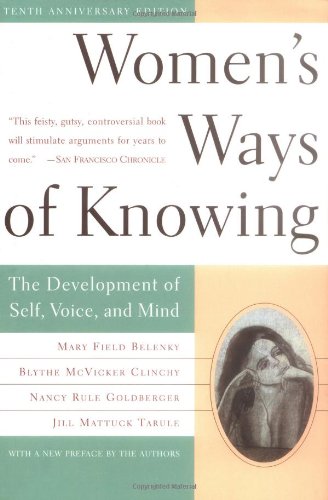 TENTH ANNIVERSARY EDITION
Women's
Ways
of Knowing
"This feisty, gutsy, controversial book
will stimulate arguments for years to
come." —SAN FRANCISCO CHRONICLE
The Development of
Self, Voice, and Mind
MARY FIELD BELENKY
BLYTHE MCVICKER CLINCHY
NANCY RULE GOLDBERGER
JILL MATTUCK TARULE
WITH A NEW PREFACE BY THE AUTHORS